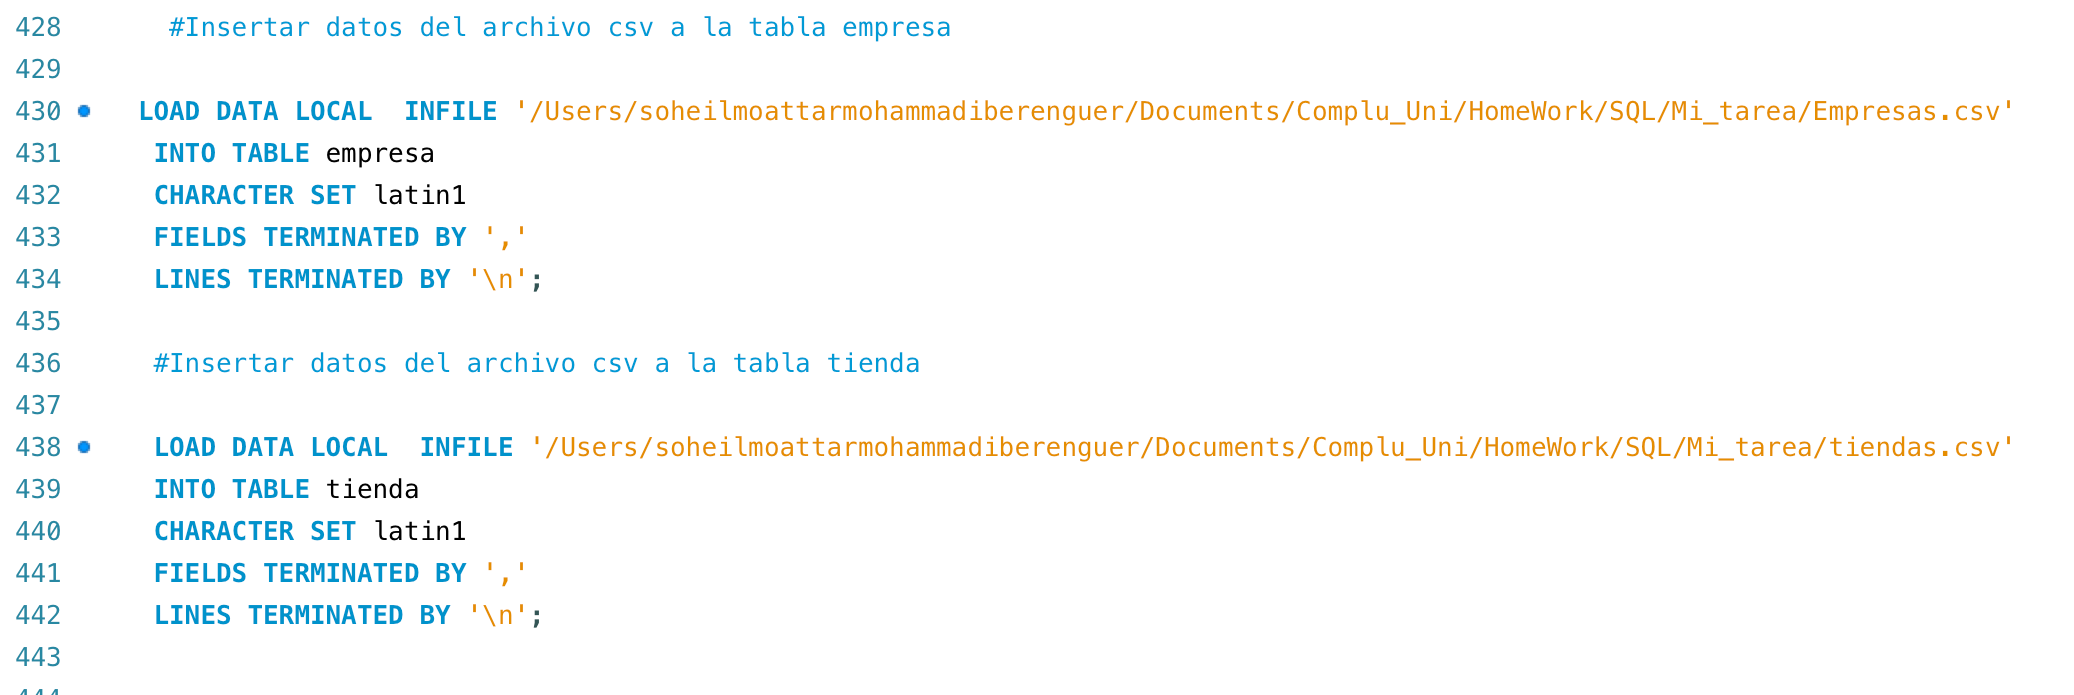 428 #Insertar datos del archivo csv a la tabla empresa
429
430 LOAD DATA LOCAL  INFILE '/Users/soheilmoattarmohammadiberenguer/Documents/Complu_Uni/HomeWork/SQL/Mi_tarea/Empresas.csv'
431 INTO TABLE empresa
432 CHARACTER SET latin1
433 FIELDS TERMINATED BY ','
434 LINES TERMINATED BY '\n';
435
436 #Insertar datos del archivo csv a la tabla tienda
437
438 LOAD DATA LOCAL  INFILE '/Users/soheilmoattarmohammadiberenguer/Documents/Complu_Uni/HomeWork/SQL/Mi_tarea/tiendas.csv'
439 INTO TABLE tienda
440 CHARACTER SET latin1
441 FIELDS TERMINATED BY ','
442 LINES TERMINATED BY '\n';
443